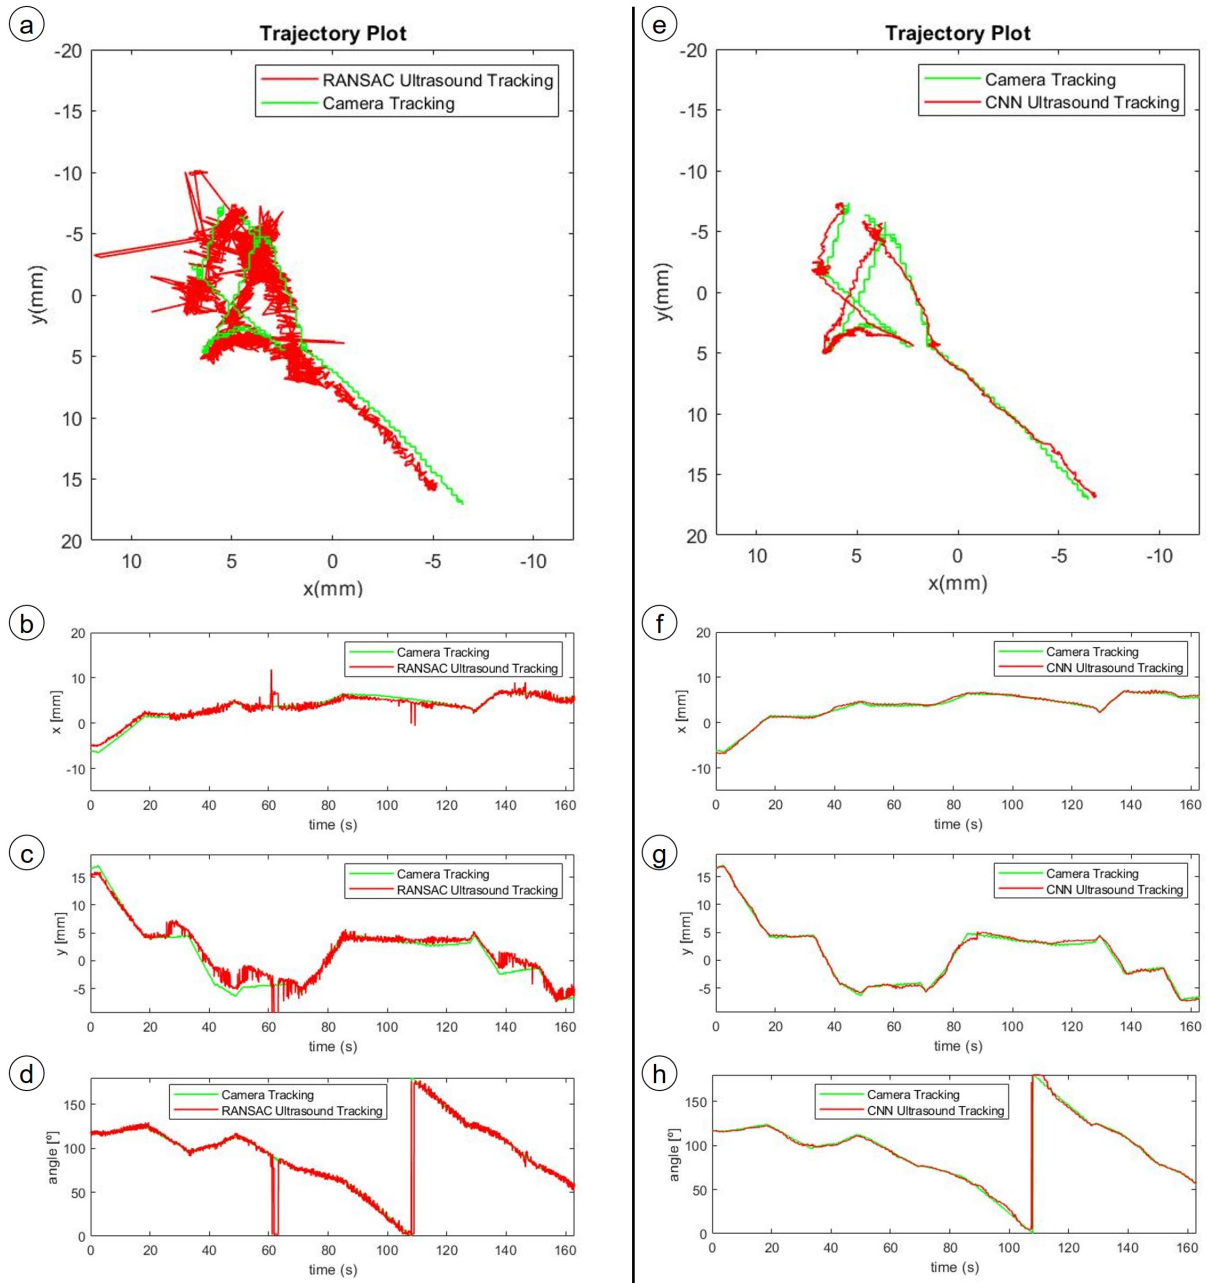 a
Trajectory Plot
-20
-15
-10
-5
0
5
10
15
20
y(mm)
RANSAC Ultrasound Tracking
Camera Tracking
10 5 0 -5 -10
x(mm)
b
20
10
0
-10
x [mm]
Camera Tracking
RANSAC Ultrasound Tracking
0 20 40 60 80 100 120 140 160
time (s)
c
15
10
5
0
-5
y [mm]
Camera Tracking
RANSAC Ultrasound Tracking
0 20 40 60 80 100 120 140 160
time (s)
d
150
100
50
0
angle [º]
Camera Tracking
RANSAC Ultrasound Tracking
0 20 40 60 80 100 120 140 160
time (s)
e
Trajectory Plot
-20
-15
-10
-5
0
5
10
15
20
y(mm)
Camera Tracking
CNN Ultrasound Tracking
10 5 0 -5 -10
x(mm)
f
20
10
0
-10
x [mm]
Camera Tracking
CNN Ultrasound Tracking
0 20 40 60 80 100 120 140 160
time (s)
g
15
10
5
0
-5
y [mm]
Camera Tracking
CNN Ultrasound Tracking
0 20 40 60 80 100 120 140 160
time (s)
h
150
100
50
0
angle [º]
Camera Tracking
CNN Ultrasound Tracking
0 20 40 60 80 100 120 140 160
time (s)